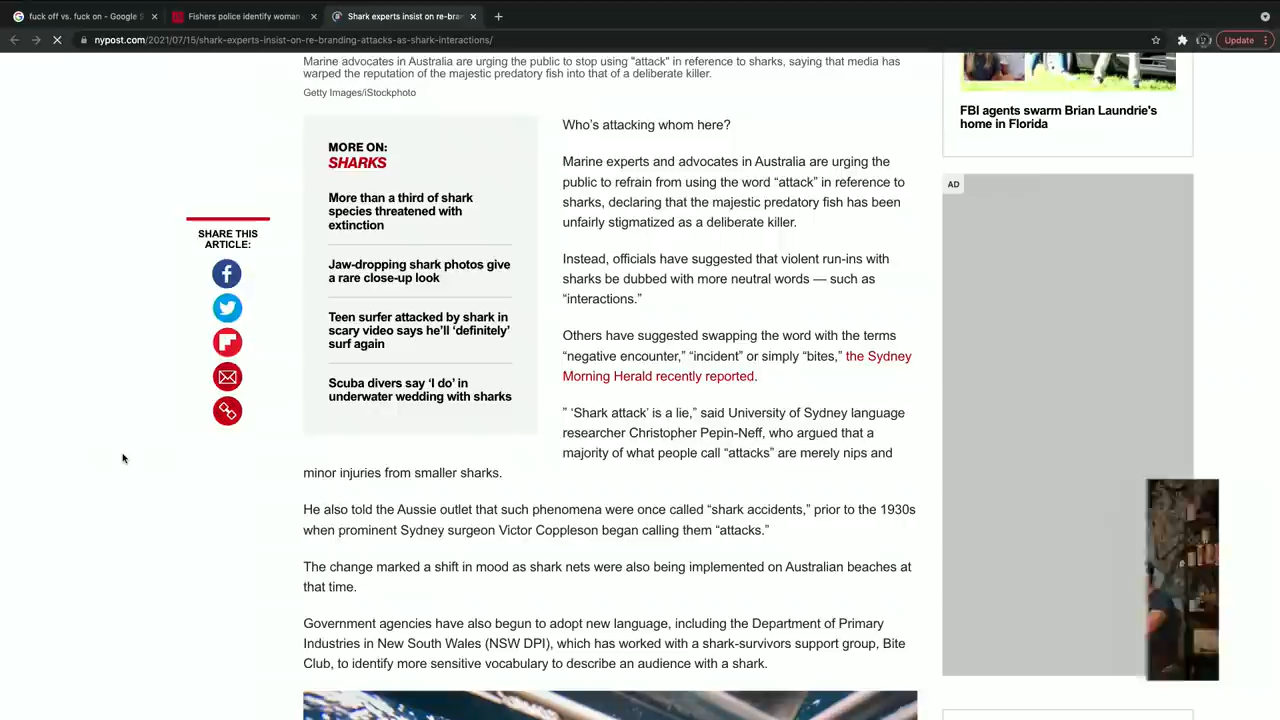 fuck off vs. fuck on - Google S
Fishers police identify woman
Shark experts insist on re-bran
nypost.com/2021/07/15/shark-experts-insist-on-re-branding-attacks-as-shark-interactions/
Update
Marine advocates in Australia are urging the public to stop using "attack" in reference to sharks, saying that media has
warped the reputation of the majestic predatory fish into that of a deliberate killer.
Getty Images/iStockphoto
MORE ON:
SHARKS
More than a third of shark
species threatened with
extinction
Jaw-dropping shark photos give
a rare close-up look
Teen surfer attacked by shark in
scary video says he’ll ‘definitely’
surf again
Scuba divers say ‘I do’ in
underwater wedding with sharks
SHARE THIS
ARTICLE:
Who’s attacking whom here?
Marine experts and advocates in Australia are urging the
public to refrain from using the word “attack” in reference to
sharks, declaring that the majestic predatory fish has been
unfairly stigmatized as a deliberate killer.
Instead, officials have suggested that violent run-ins with
sharks be dubbed with more neutral words — such as
“interactions.”
Others have suggested swapping the word with the terms
“negative encounter,” “incident” or simply “bites,” the Sydney
Morning Herald recently reported.
” ‘Shark attack’ is a lie,” said University of Sydney language
researcher Christopher Pepin-Neff, who argued that a
majority of what people call “attacks” are merely nips and
minor injuries from smaller sharks.
He also told the Aussie outlet that such phenomena were once called “shark accidents,” prior to the 1930s
when prominent Sydney surgeon Victor Coppleson began calling them “attacks.”
The change marked a shift in mood as shark nets were also being implemented on Australian beaches at
that time.
Government agencies have also begun to adopt new language, including the Department of Primary
Industries in New South Wales (NSW DPI), which has worked with a shark-survivors support group, Bite
Club, to identify more sensitive vocabulary to describe an audience with a shark.
FBI agents swarm Brian Laundrie's
home in Florida
AD